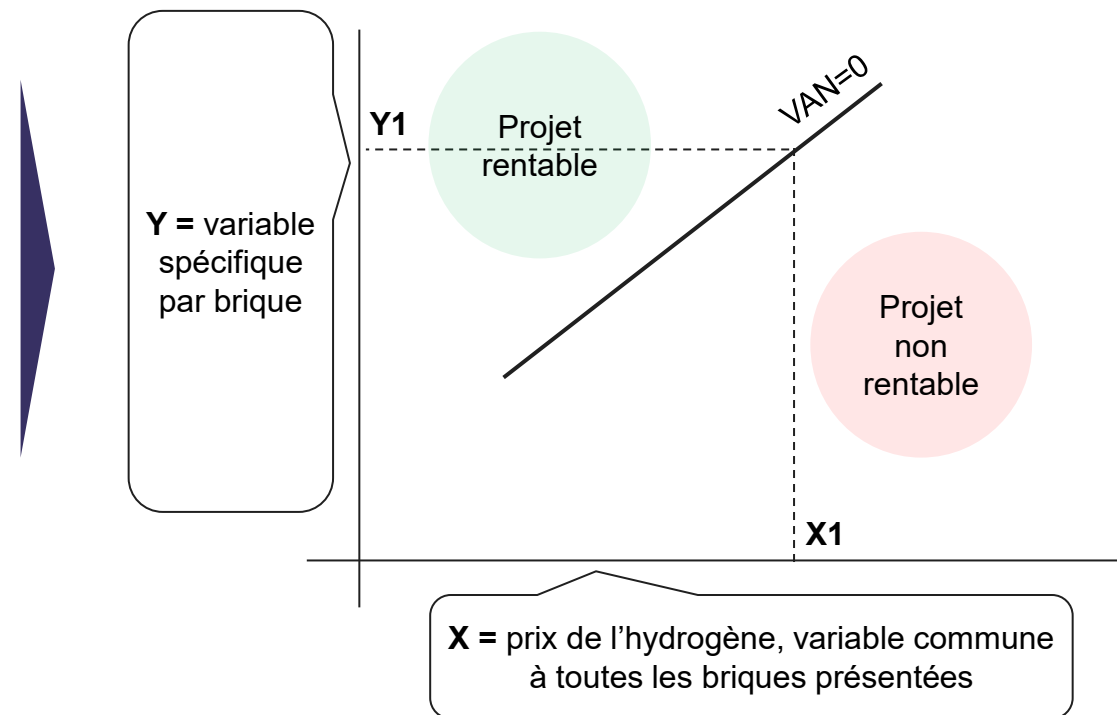 Y = variable
spécifique
par brique
Y1
Projet
rentable
VAN=0
Projet
non
rentable
X1
X = prix de l’hydrogène, variable commune
à toutes les briques présentées